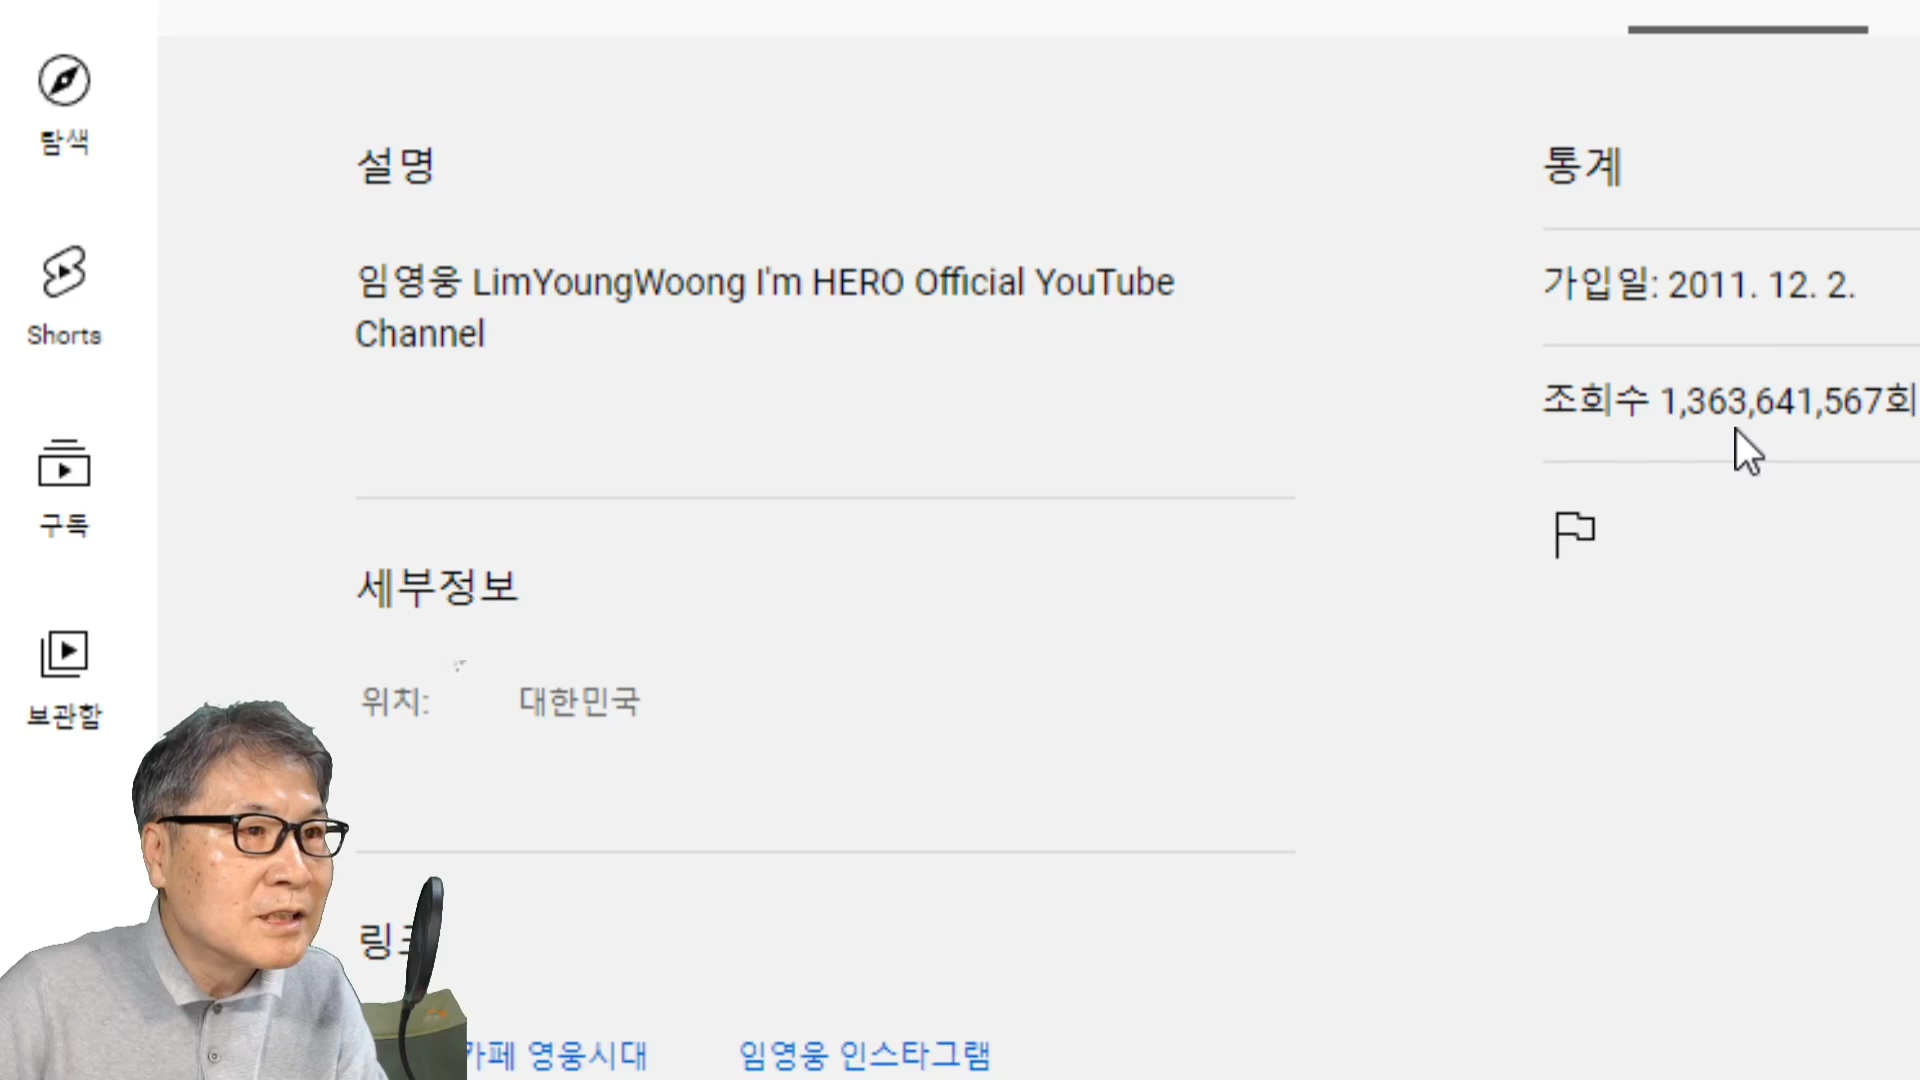 탐색
Shorts
구독
보관함
설명
임영웅 LimYoungWoong I'm HERO Official YouTube
Channel
세부정보
위치: 대한민국
카페 영웅시대 임영웅 인스타그램
통계
가입일: 2011. 12. 2.
조회수 1,363,641,567회